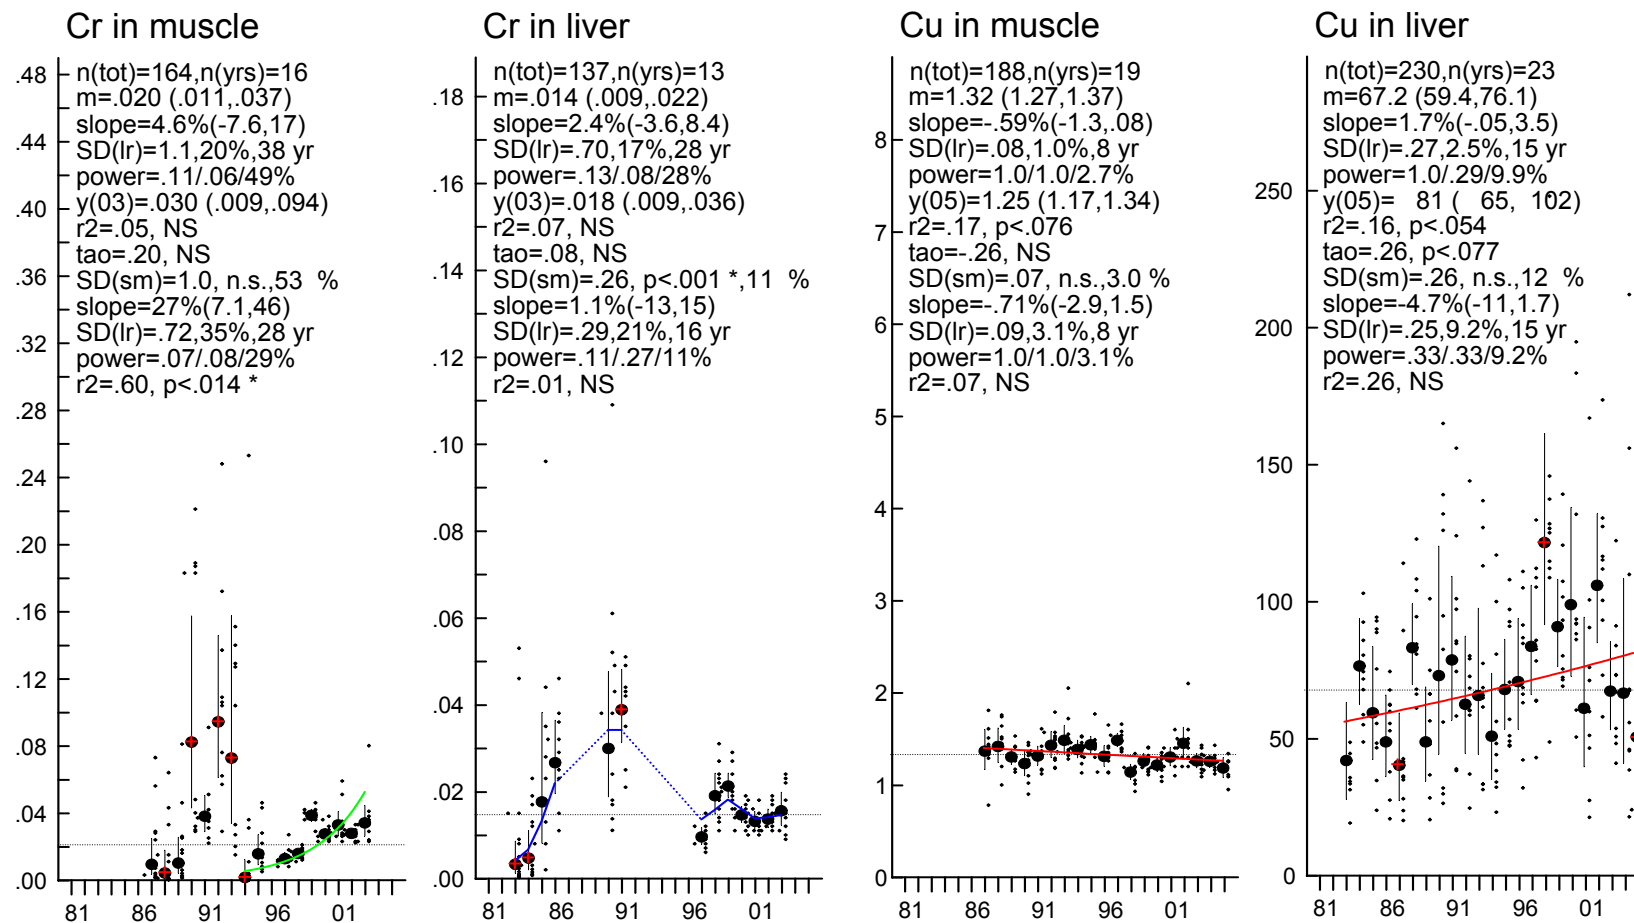 Cr in muscle
n(tot)=164,n(yrs)=16
m=.020 (.011,.037)
slope=4.6%(-7.6,17)
SD(lr)=1.1,20%,38 yr
power=.11/.06/49%
y(03)=.030 (.009,.094)
r2=.05, NS
tao=.20, NS
SD(sm)=1.0, n.s.,53 %
slope=27%(7.1,46)
SD(lr)=.72,35%,28 yr
power=.07/.08/29%
r2=.60, p<.014 *
.48
.44
.40
.36
.32
.28
.24
.20
.16
.12
.08
.04
.00
81 86 91 96 01
Cr in liver
n(tot)=137,n(yrs)=13
m=.014 (.009,.022)
slope=2.4%(-3.6,8.4)
SD(lr)=.70,17%,28 yr
power=.13/.08/28%
y(03)=.018 (.009,.036)
r2=.07, NS
tao=.08, NS
SD(sm)=.26, p<.001 *,11 %
slope=1.1%(-13,15)
SD(lr)=.29,21%,16 yr
power=.11/.27/11%
r2=.01, NS
.18
.16
.14
.12
.10
.08
.06
.04
.02
.00
81 86 91 96 01
Cu in muscle
n(tot)=188,n(yrs)=19
m=1.32 (1.27,1.37)
slope=-.59%(-1.3,.08)
SD(lr)=.08,1.0%,8 yr
power=1.0/1.0/2.7%
y(05)=1.25 (1.17,1.34)
r2=.17, p<.076
tao=-.26, NS
SD(sm)=.07, n.s.,3.0 %
slope=-.71%(-2.9,1.5)
SD(lr)=.09,3.1%,8 yr
power=1.0/1.0/3.1%
r2=.07, NS
8
7
6
5
4
3
2
1
0
81 86 91 96 01
Cu in liver
n(tot)=230,n(yrs)=23
m=67.2 (59.4,76.1)
slope=1.7%(-.05,3.5)
SD(lr)=.27,2.5%,15 yr
power=1.0/.29/9.9%
y(05)= 81 ( 65, 102)
r2=.16, p<.054
tao=.26, p<.077
SD(sm)=.26, n.s.,12 %
slope=-4.7%(-11,1.7)
SD(lr)=.25,9.2%,15 yr
power=.33/.33/9.2%
r2=.26, NS
250
200
150
100
50
0
81 86 91 96 01